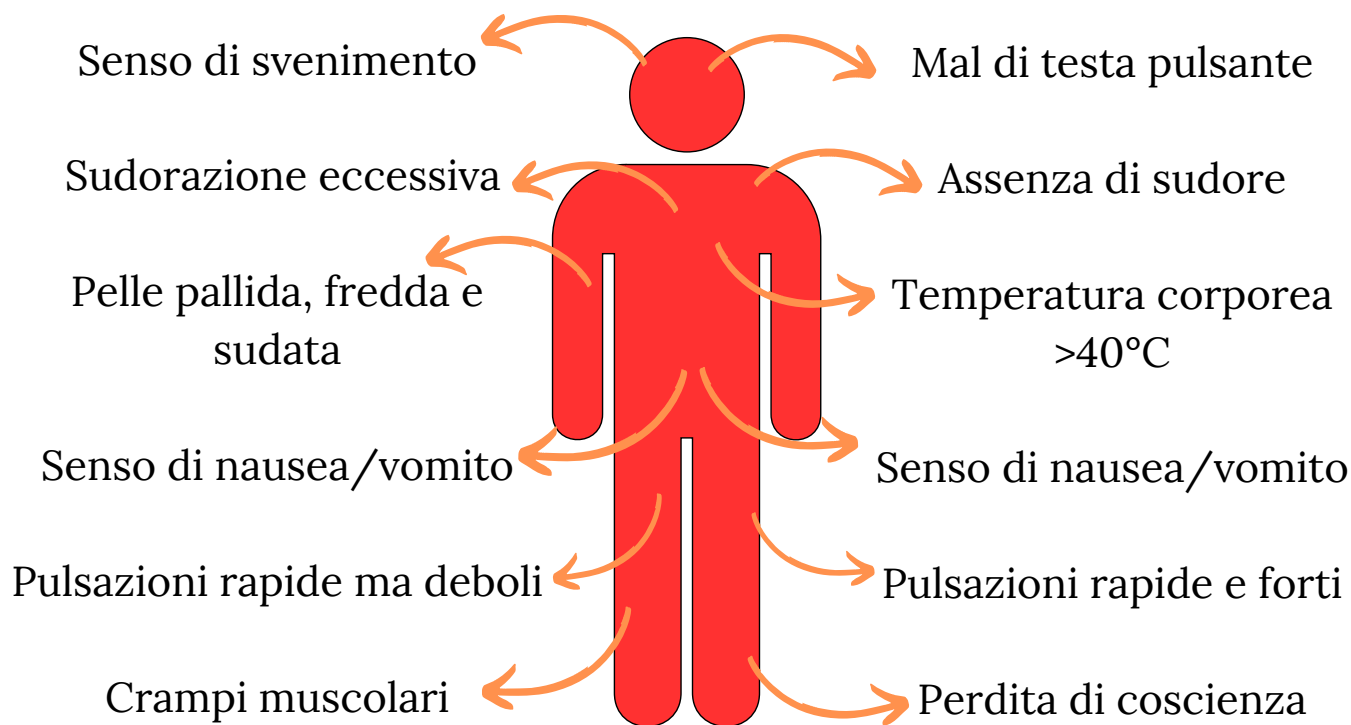 Senso di svenimento
Mal di testa pulsante
Sudorazione eccessiva
Assenza di sudore
Pelle pallida, fredda e
sudata
Temperatura corporea
>40°C
Senso di nausea/vomito
Senso di nausea/vomito
Pulsazioni rapide ma deboli
Pulsazioni rapide e forti
Crampi muscolari
Perdita di coscienza